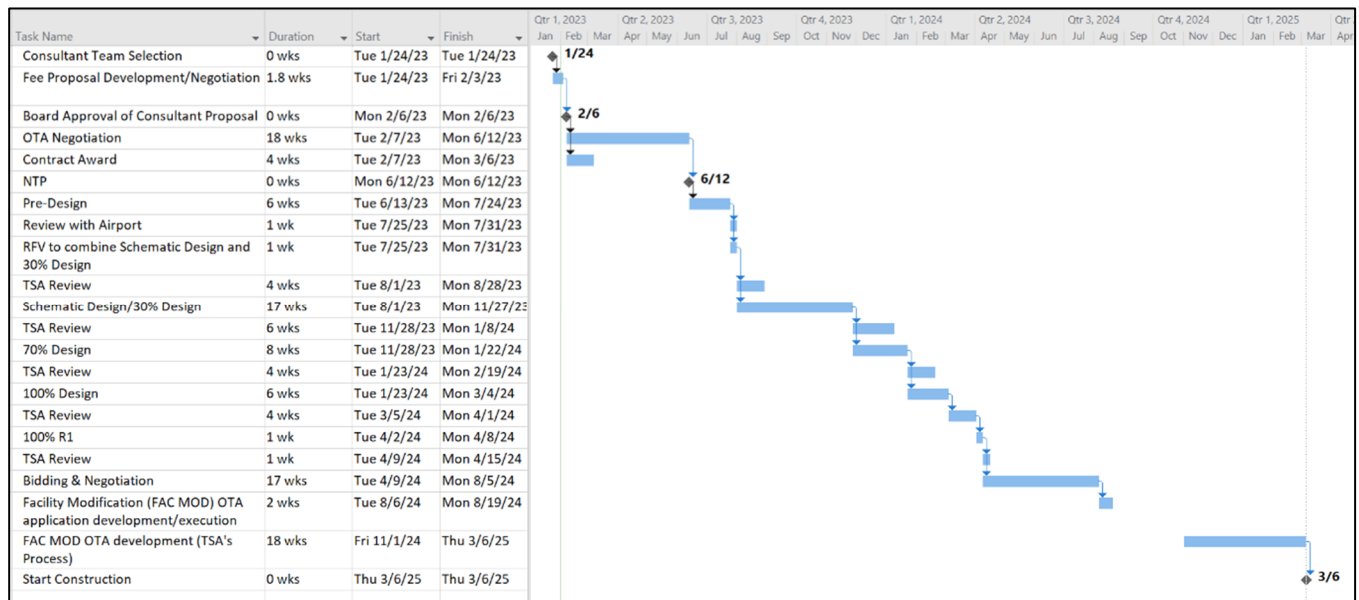 Qtr 1, 2023 Qtr 2, 2023 Qtr 3, 2023 Qtr 4, 2023 Qtr 1, 2024 Qtr 2, 2024 Qtr 3, 2024 Qtr 4, 2024 Qtr 1, 2025 Qtr
Task Name Duration Start Finish Jan Feb Mar Apr May Jun Jul Aug Sep Oct Nov Dec Jan Feb Mar Apr May Jun Jul Aug Sep Oct Nov Dec Jan Feb Mar Apr
Consultant Team Selection 0 wks Tue 1/24/23 Tue 1/24/23 1/24
Fee Proposal Development/Negotiation 1.8 wks Tue 1/24/23 Fri 2/3/23
Board Approval of Consultant Proposal 0 wks Mon 2/6/23 Mon 2/6/23 2/6
OTA Negotiation 18 wks Tue 2/7/23 Mon 6/12/23
Contract Award 4 wks Tue 2/7/23 Mon 3/6/23
NTP 0 wks Mon 6/12/23 Mon 6/12/23 6/12
Pre-Design 6 wks Tue 6/13/23 Mon 7/24/23
Review with Airport 1 wk Tue 7/25/23 Mon 7/31/23
RFV to combine Schematic Design and 1 wk Tue 7/25/23 Mon 7/31/23
30% Design
TSA Review 4 wks Tue 8/1/23 Mon 8/28/23
Schematic Design/30% Design 17 wks Tue 8/1/23 Mon 11/27/23
TSA Review 6 wks Tue 11/28/23 Mon 1/8/24
70% Design 8 wks Tue 11/28/23 Mon 1/22/24
TSA Review 4 wks Tue 1/23/24 Mon 2/19/24
100% Design 6 wks Tue 1/23/24 Mon 3/4/24
TSA Review 4 wks Tue 3/5/24 Mon 4/1/24
100% R1 1 wk Tue 4/2/24 Mon 4/8/24
TSA Review 1 wk Tue 4/9/24 Mon 4/15/24
Bidding & Negotiation 17 wks Tue 4/9/24 Mon 8/5/24
Facility Modification (FAC MOD) OTA 2 wks Tue 8/6/24 Mon 8/19/24
application development/execution
FAC MOD OTA development (TSA's 18 wks Fri 11/1/24 Thu 3/6/25
Process)
Start Construction 0 wks Thu 3/6/25 Thu 3/6/25 3/6